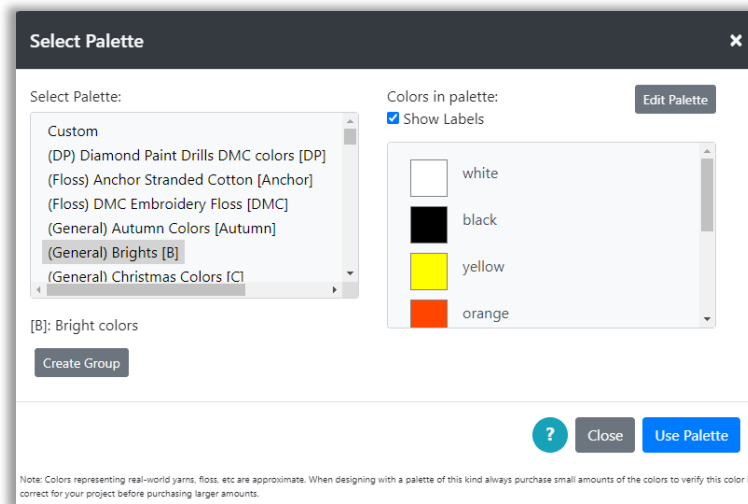 Select Palette
×
Select Palette:
Custom
(DP) Diamond Paint Drills DMC colors [DP]
(Floss) Anchor Stranded Cotton [Anchor]
(Floss) DMC Embroidery Floss [DMC]
(General) Autumn Colors [Autumn]
(General) Brights [B]
(General) Christmas Colors [C]
[B]: Bright colors
Create Group
Colors in palette:
Edit Palette
Show Labels
white
black
yellow
orange
?
Close
Use Palette
Note: Colors representing real-world yarns, floss, etc are approximate. When designing with a palette of this kind always purchase small amounts of the colors to verify this color
correct for your project before purchasing larger amounts.